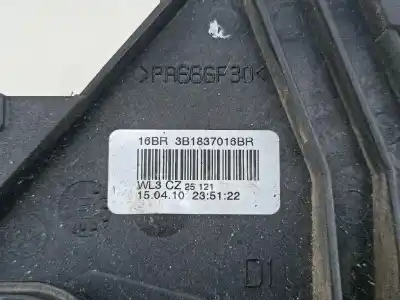 >PA66GF30<
16BR 3B1837016BR
WL3 CZ 25 121
15.04.10 23:51:22
D1